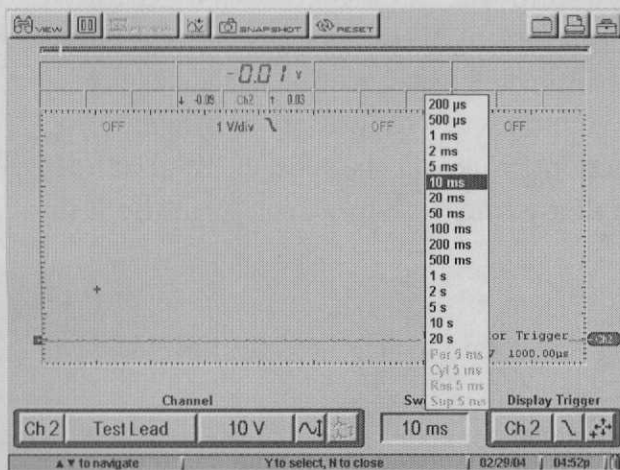 VIEW SNAPSHOT RESET
-0.01 v
-0.09 Ch2 0.03
OFF 1 V/div OFF OFF
200 µs
500 µs
1 ms
2 ms
5 ms
10 ms
20 ms
50 ms
100 ms
200 ms
500 ms
1 s
2 s
5 s
10 s
20 s
Par 5 ms
Cyl 5 ms
Res 5 ms
Sup 5 ms
or Trigger
1000.00µs
Ch2
Channel Sw Display Trigger
Ch 2 Test Lead 10 V 10 ms Ch 2
▲ ▼ to navigate Y to select, N to close 02/29/04 04:52p